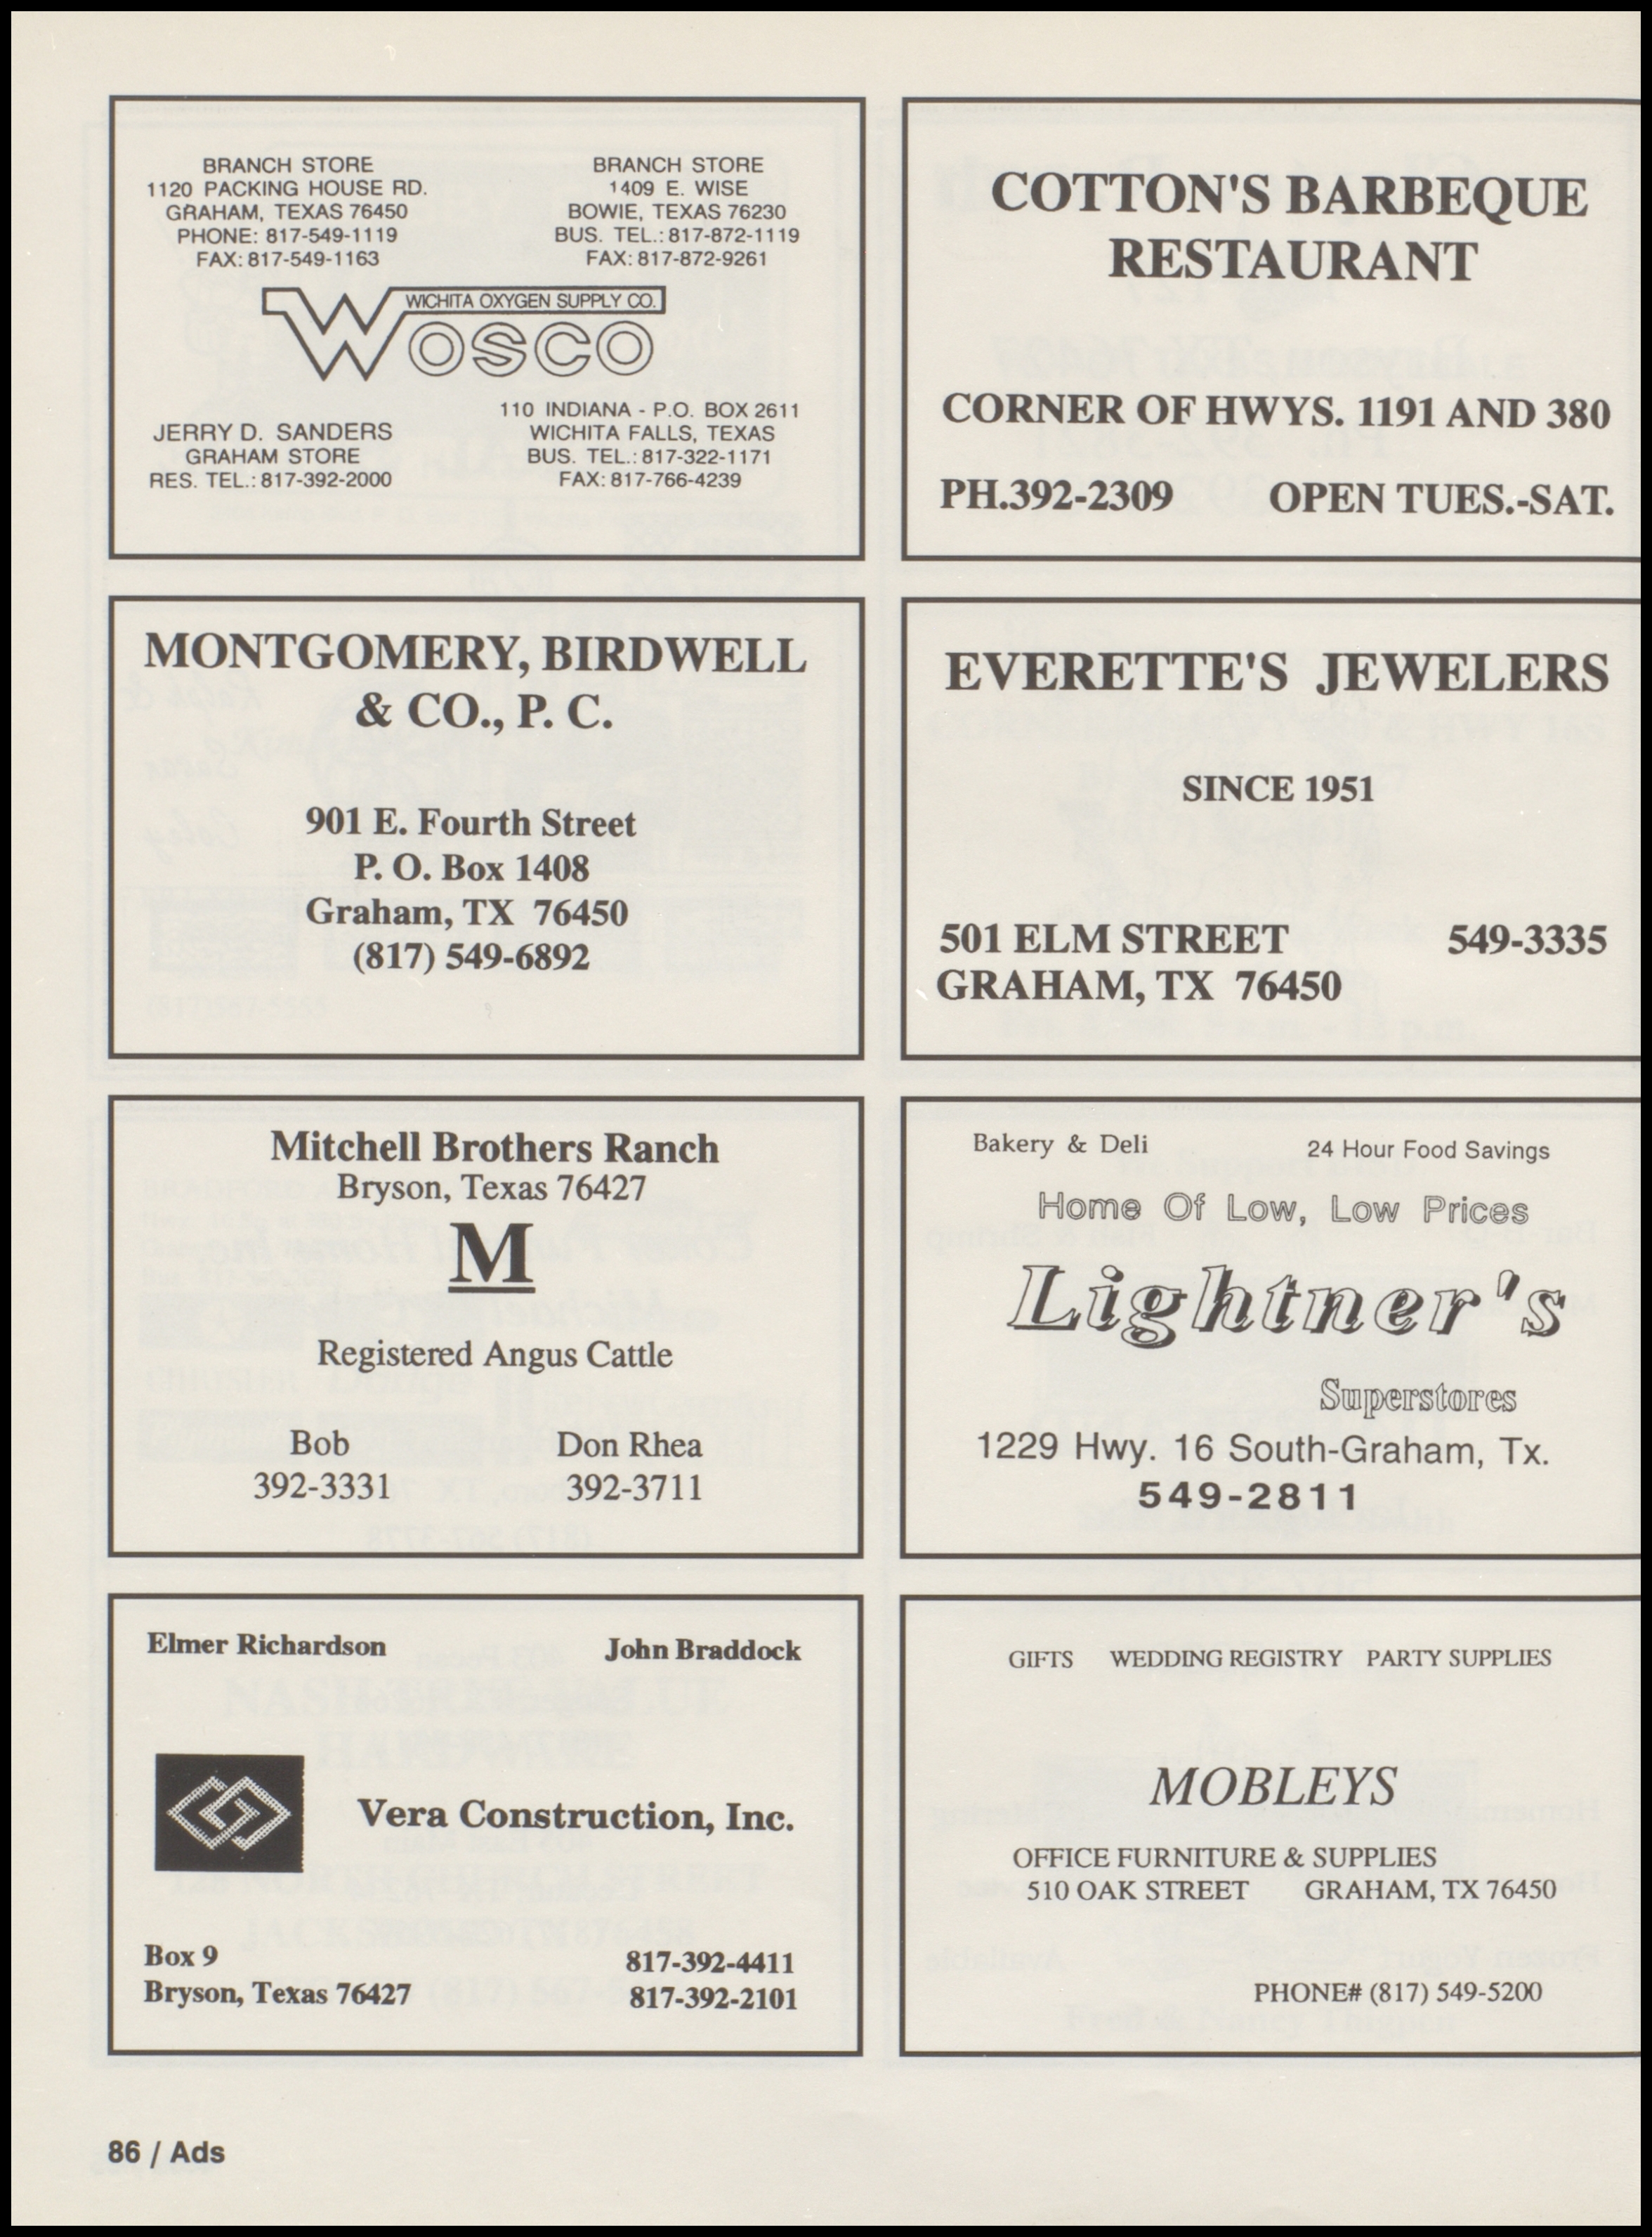 BRANCH STORE
1120 PACKING HOUSE RD.
GRAHAM, TEXAS 76450
PHONE: 817-549-1119
FAX: 817-549-1163
BRANCH STORE
1409 E. WISE
BOWIE, TEXAS 76230
BUS. TEL.: 817-872-1119
FAX: 817-872-9261
WICHITA OXYGEN SUPPLY CO.
WOSCO
JERRY D. SANDERS
GRAHAM STORE
RES. TEL.: 817-392-2000
110 INDIANA - P.O. BOX 2611
WICHITA FALLS, TEXAS
BUS. TEL.: 817-322-1171
FAX: 817-766-4239
COTTON'S BARBEQUE
RESTAURANT
CORNER OF HWYS. 1191 AND 380
PH.392-2309 OPEN TUES.-SAT.
MONTGOMERY, BIRDWELL
& CO., P. C.
901 E. Fourth Street
P. O. Box 1408
Graham, TX 76450
(817) 549-6892
EVERETTE'S JEWELERS
SINCE 1951
501 ELM STREET 549-3335
GRAHAM, TX 76450
Mitchell Brothers Ranch
Bryson, Texas 76427
M
Registered Angus Cattle
Bob Don Rhea
392-3331 392-3711
Bakery & Deli 24 Hour Food Savings
Home Of Low, Low Prices
Lightner's
Superstores
1229 Hwy. 16 South-Graham, Tx.
549-2811
Elmer Richardson John Braddock
Vera Construction, Inc.
Box 9 817-392-4411
Bryson, Texas 76427 817-392-2101
GIFTS WEDDING REGISTRY PARTY SUPPLIES
MOBLEYS
OFFICE FURNITURE & SUPPLIES
510 OAK STREET GRAHAM, TX 76450
PHONE# (817) 549-5200
86 / Ads